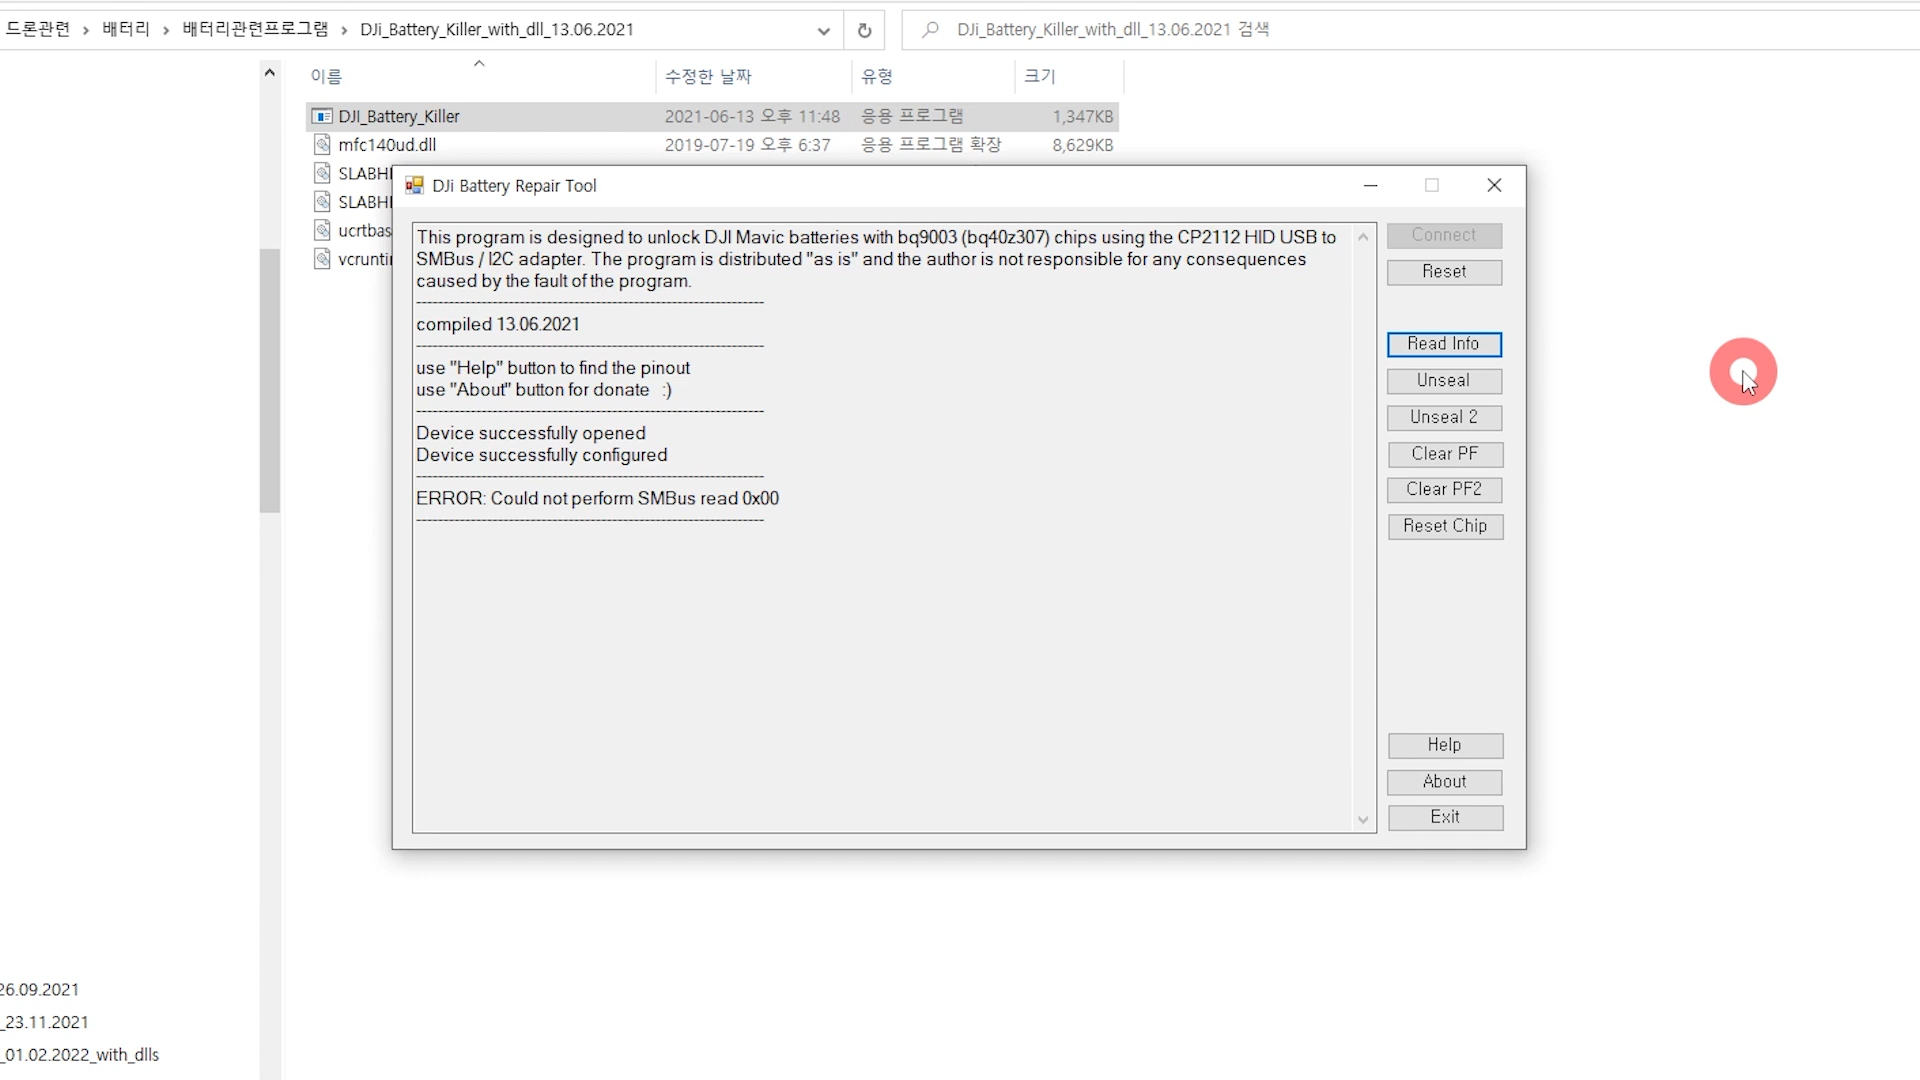 드론관련 › 배터리 › 배터리관련프로그램 › DJi_Battery_Killer_with_dll_13.06.2021
DJi_Battery_Killer_with_dll_13.06.2021 검색
이름 수정한 날짜 유형 크기
DJI_Battery_Killer 2021-06-13 오후 11:48 응용 프로그램 1,347KB
mfc140ud.dll 2019-07-19 오후 6:37 응용 프로그램 확장 8,629KB
SLABHI
SLABHI
ucrtbas
vcruntin
DJi Battery Repair Tool
This program is designed to unlock DJI Mavic batteries with bq9003 (bq40z307) chips using the CP2112 HID USB to
SMBus / I2C adapter. The program is distributed "as is" and the author is not responsible for any consequences
caused by the fault of the program.
----------------------------------------------------------------------
compiled 13.06.2021
----------------------------------------------------------------------
use "Help" button to find the pinout
use "About" button for donate :)
----------------------------------------------------------------------
Device successfully opened
Device successfully configured
----------------------------------------------------------------------
ERROR: Could not perform SMBus read 0x00
----------------------------------------------------------------------
Connect
Reset
Read Info
Unseal
Unseal 2
Clear PF
Clear PF2
Reset Chip
Help
About
Exit
26.09.2021
_23.11.2021
_01.02.2022_with_dlls